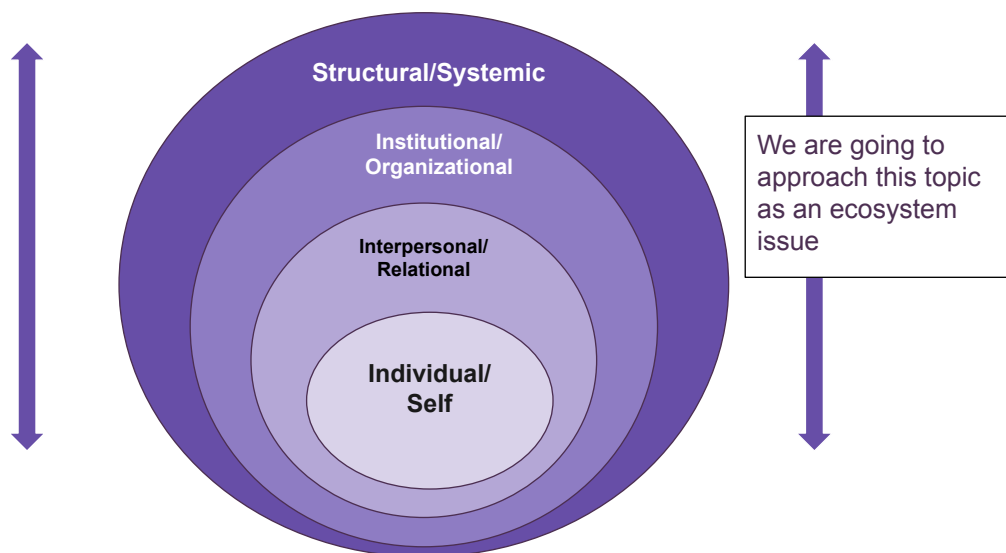 Structural/Systemic
Institutional/
Organizational
Interpersonal/
Relational
Individual/
Self
We are going to
approach this topic
as an ecosystem
issue